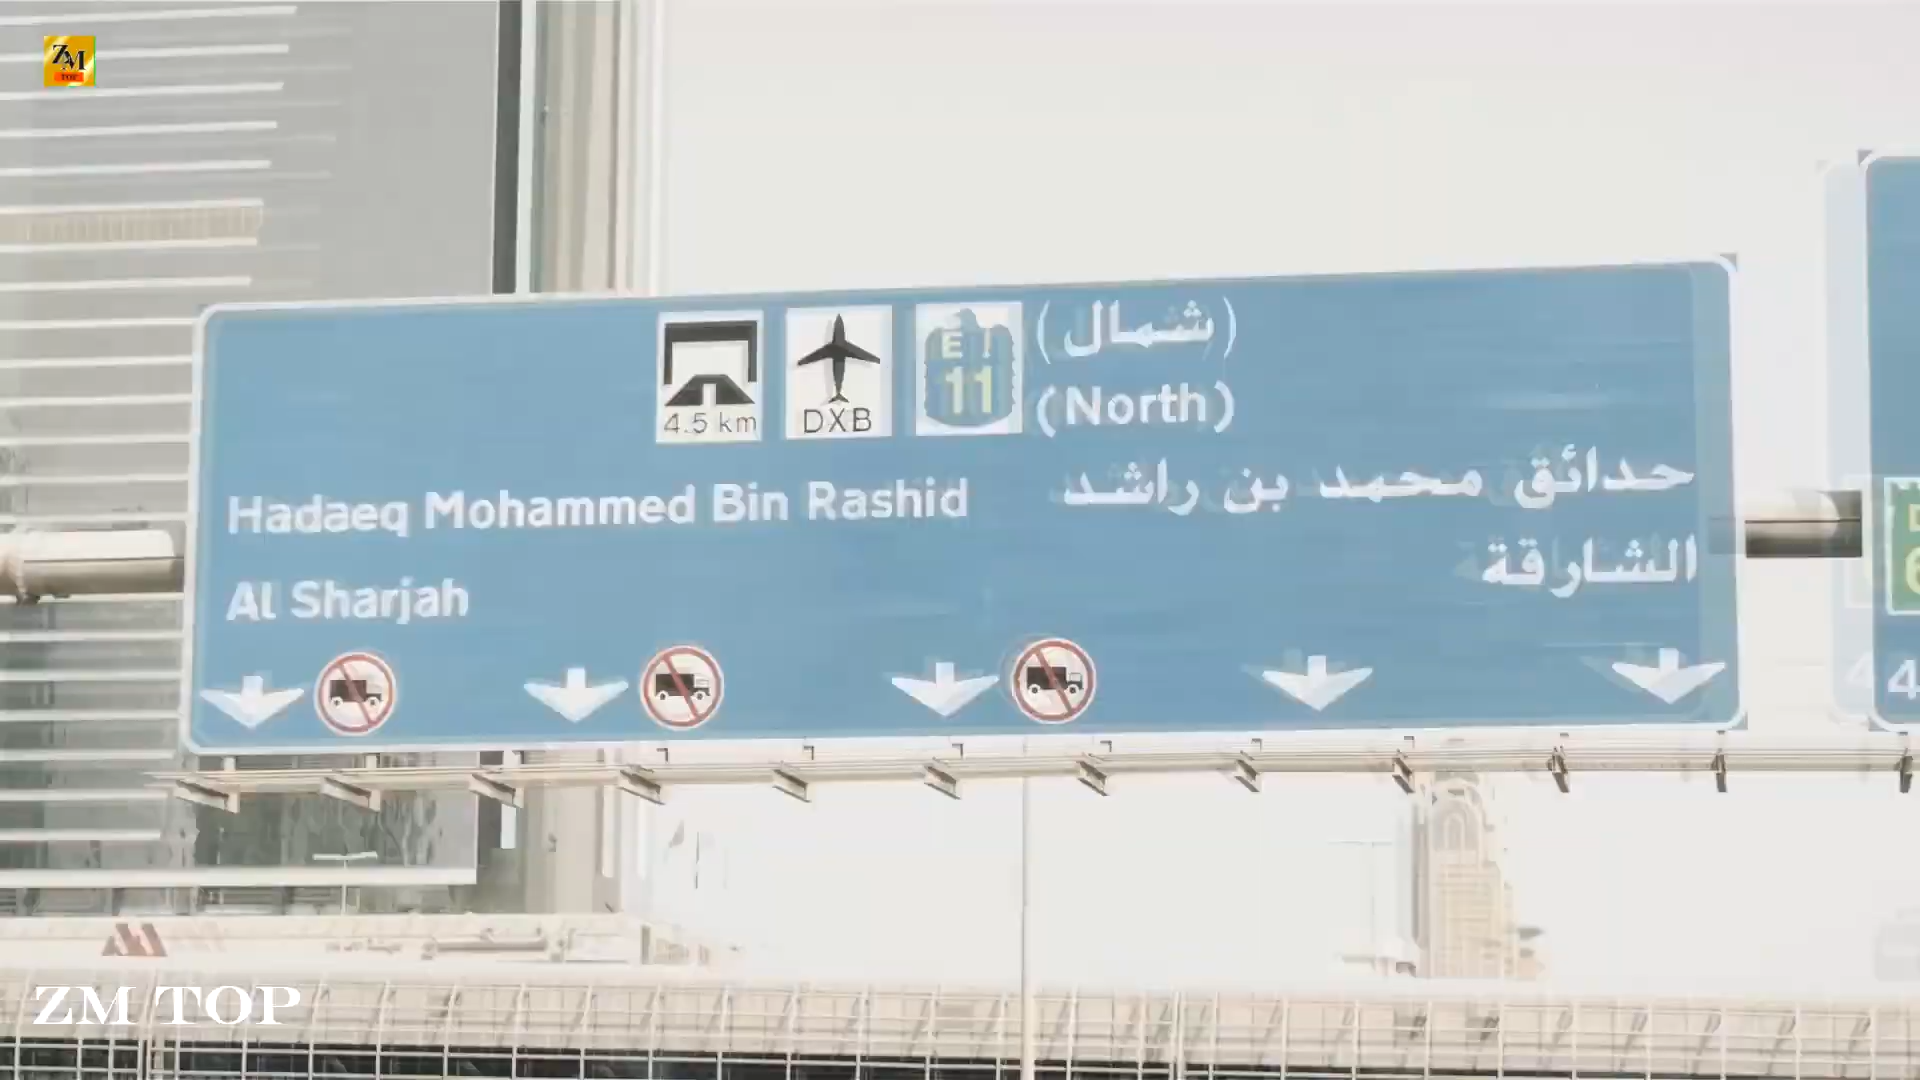 ZM
TOP
(شمال)
E 11
(North)
4.5 km
DXB
Hadaeq Mohammed Bin Rashid
حدائق محمد بن راشد
Al Sharjah
الشارقة
4
ZM TOP